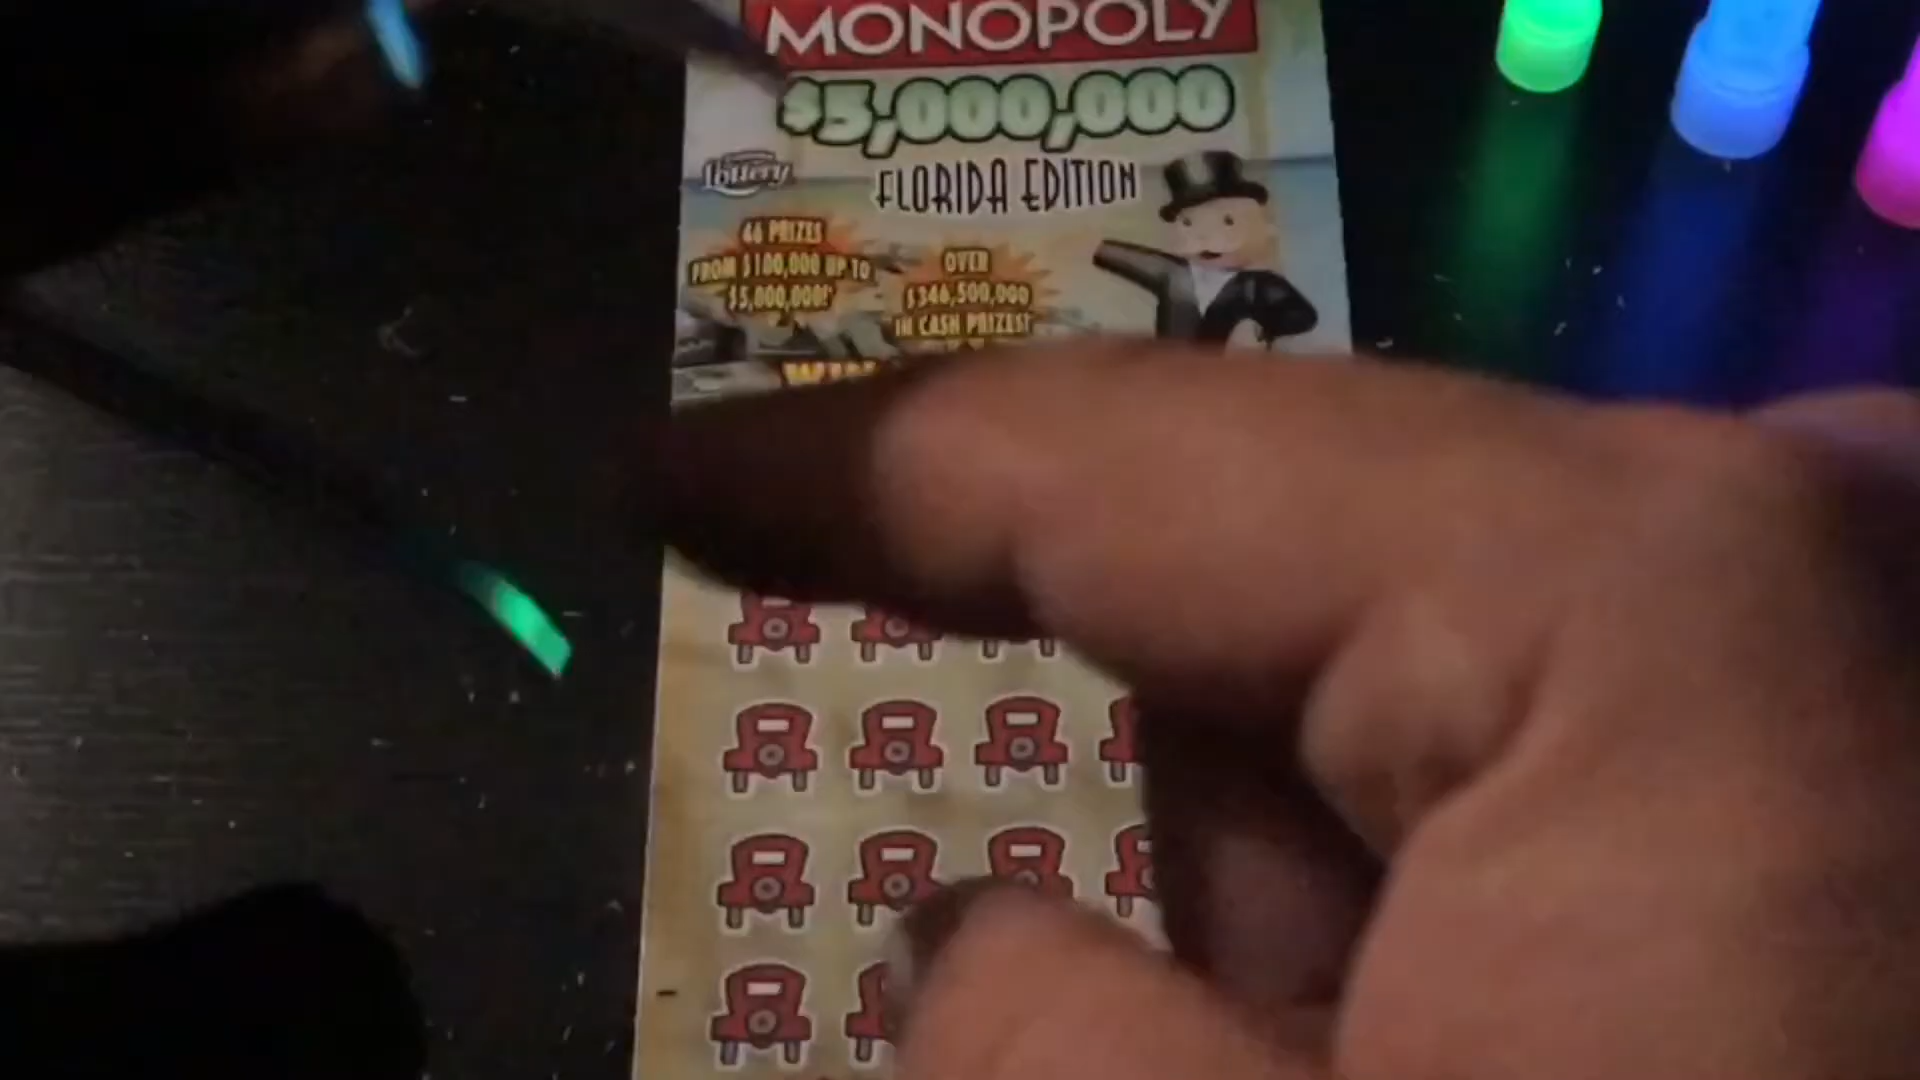 MONOPOLY
$5,000,000
Lottery
FLORIDA EDITION
46 PRIZES
FROM $100,000 UP TO
$5,000,000!
OVER
$346,500,000
IN CASH PRIZES!
WIN